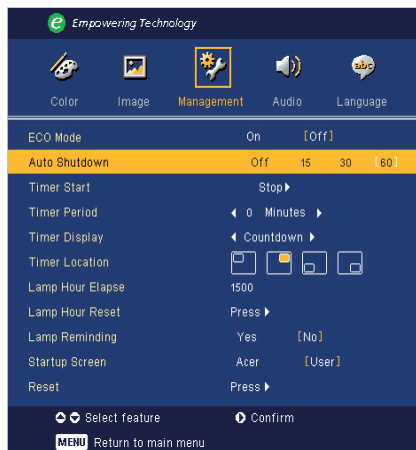 e Empowering Technology
abc
Color Image Management Audio Language
ECO Mode On [Off]
Auto Shutdown Off 15 30 [60]
Timer Start Stop
Timer Period 0 Minutes
Timer Display Countdown
Timer Location
Lamp Hour Elapse 1500
Lamp Hour Reset Press
Lamp Reminding Yes [No]
Startup Screen Acer [User]
Reset Press
Select feature Confirm
MENU Return to main menu